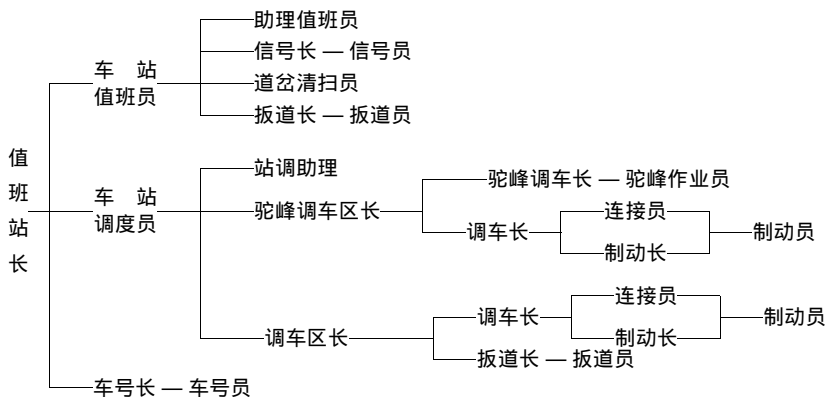 助理值班员
信号长 — 信号员
车 站
值班员
道岔清扫员
扳道长 — 扳道员
值
班
站
长
站调助理
驼峰调车长 — 驼峰作业员
车 站
调度员
驼峰调车区长
连接员
调车长
制动员
制动长
连接员
调车长
制动员
调车区长
制动长
扳道长 — 扳道员
车号长 — 车号员